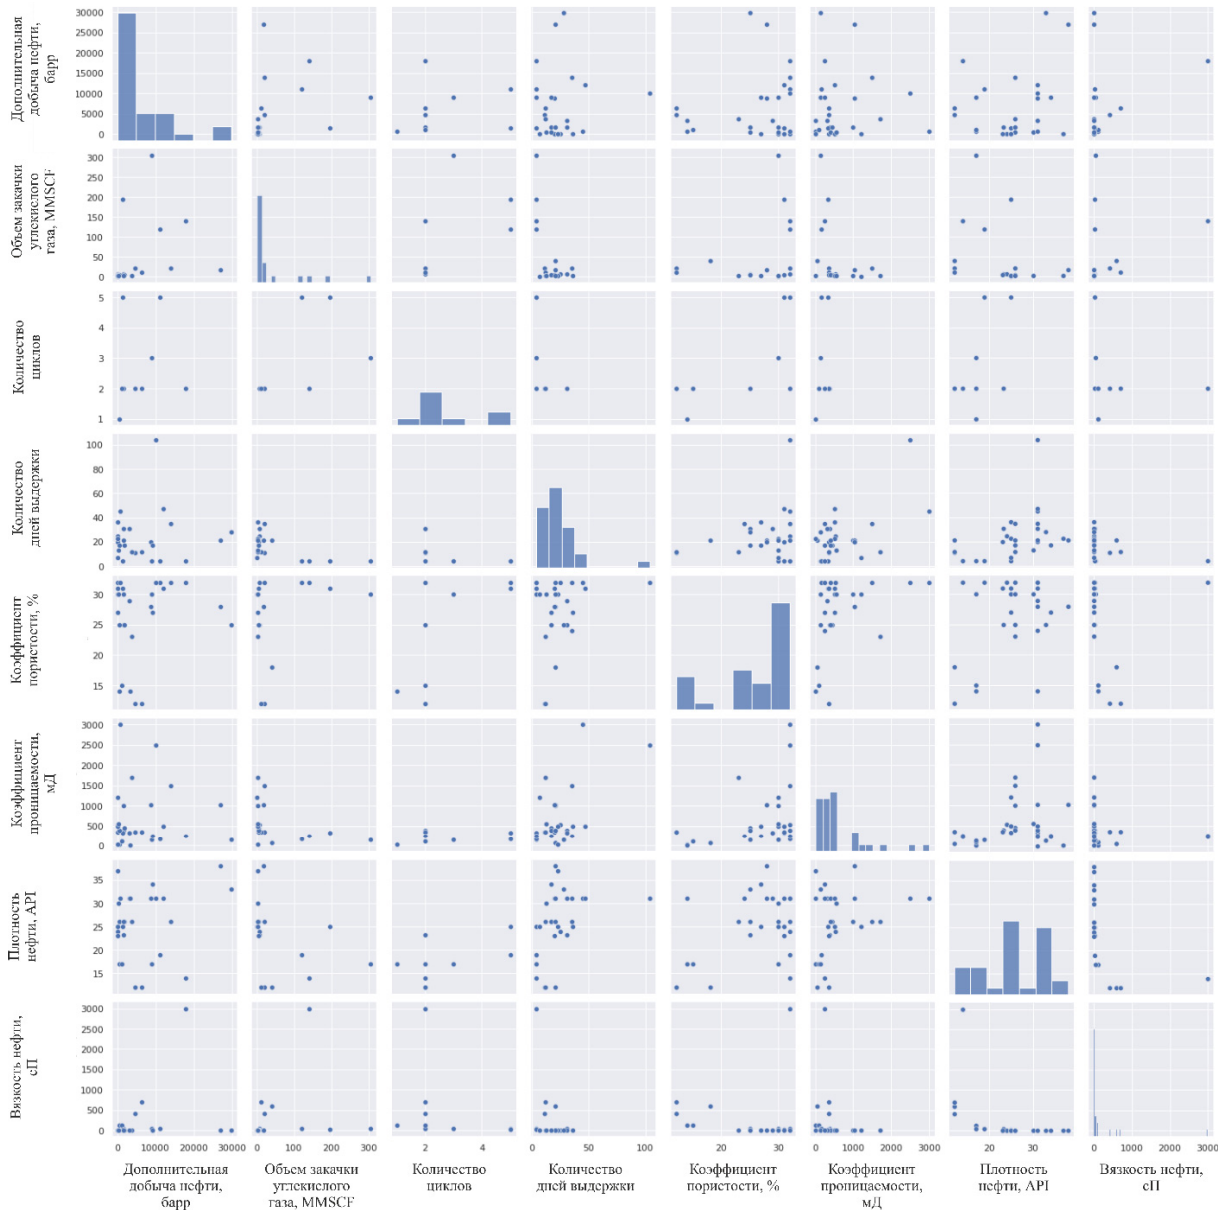 Дополнительная
добыча нефти,
барр
30000
25000
20000
15000
10000
5000
0
Объем закачки
углекислого
газа, MMSCF
300
250
200
150
100
50
0
Количество
циклов
5
4
3
2
1
Количество
дней выдержки
100
80
60
40
20
0
Коэффициент
пористости, %
30
25
20
15
Коэффициент
проницаемости,
мД
3000
2500
2000
1500
1000
500
0
Плотность
нефти, API
35
30
25
20
15
Вязкость нефти,
сП
3000
2500
2000
1500
1000
500
0
0 10000 20000 30000
0 100 200 300
2 4
0 50 100
20 30
0 1000 2000 3000
20 30
0 1000 2000 3000
Дополнительная
добыча нефти,
барр
Объем закачки
углекислого
газа, MMSCF
Количество
циклов
Количество
дней выдержки
Коэффициент
пористости, %
Коэффициент
проницаемости,
мД
Плотность
нефти, API
Вязкость нефти,
сП